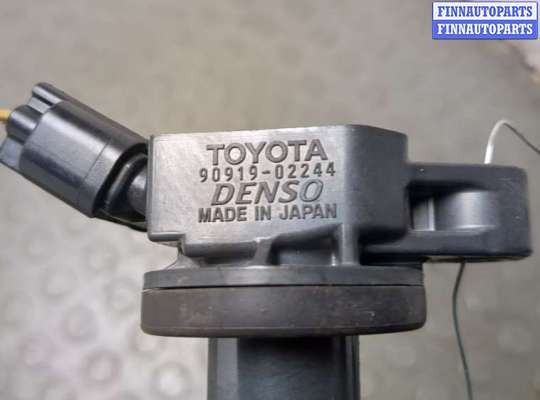 FINNAUTOPARTS
FINNAUTOPARTS
TOYOTA
90919-02244
DENSO
MADE IN JAPAN